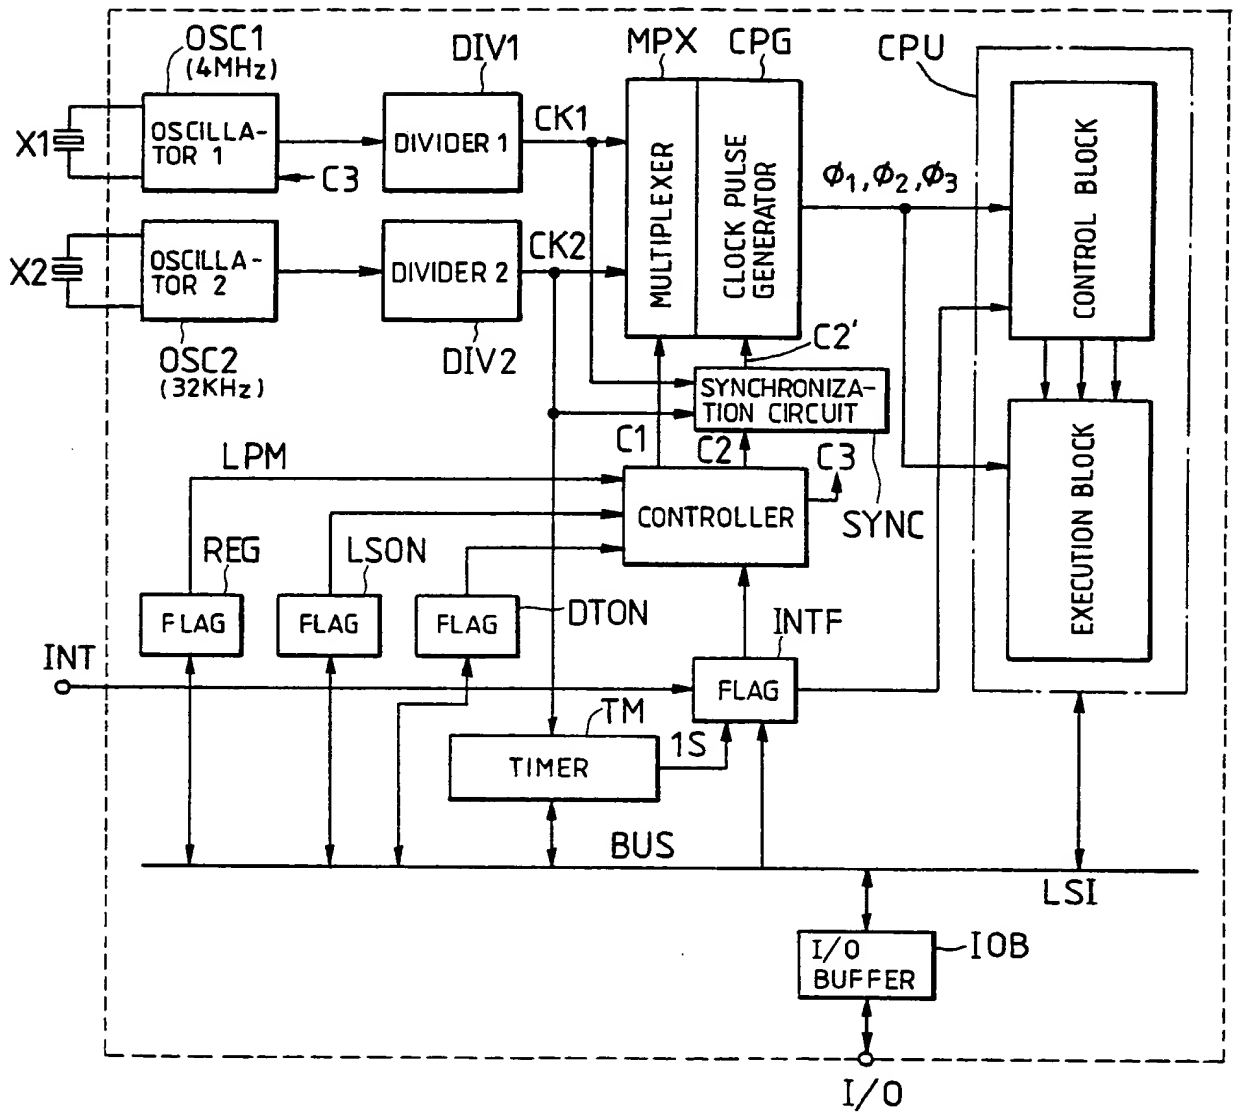 OSC1
(4MHz)
DIV1
MPX
CPG
CPU
X1
OSCILLA-
TOR 1
DIVIDER 1
CK1
C3
MULTIPLEXER
CLOCK PULSE
GENERATOR
Φ1, Φ2, Φ3
CONTROL BLOCK
X2
OSCILLA-
TOR 2
DIVIDER 2
CK2
OSC2
(32KHz)
DIV2
C2'
SYNCHRONIZA-
TION CIRCUIT
C1
C2
C3
LPM
CONTROLLER
SYNC
EXECUTION BLOCK
REG
LSON
DTON
FLAG
FLAG
FLAG
INTF
INT
FLAG
TM
1S
TIMER
BUS
LSI
I/O
BUFFER
IOB
I/O